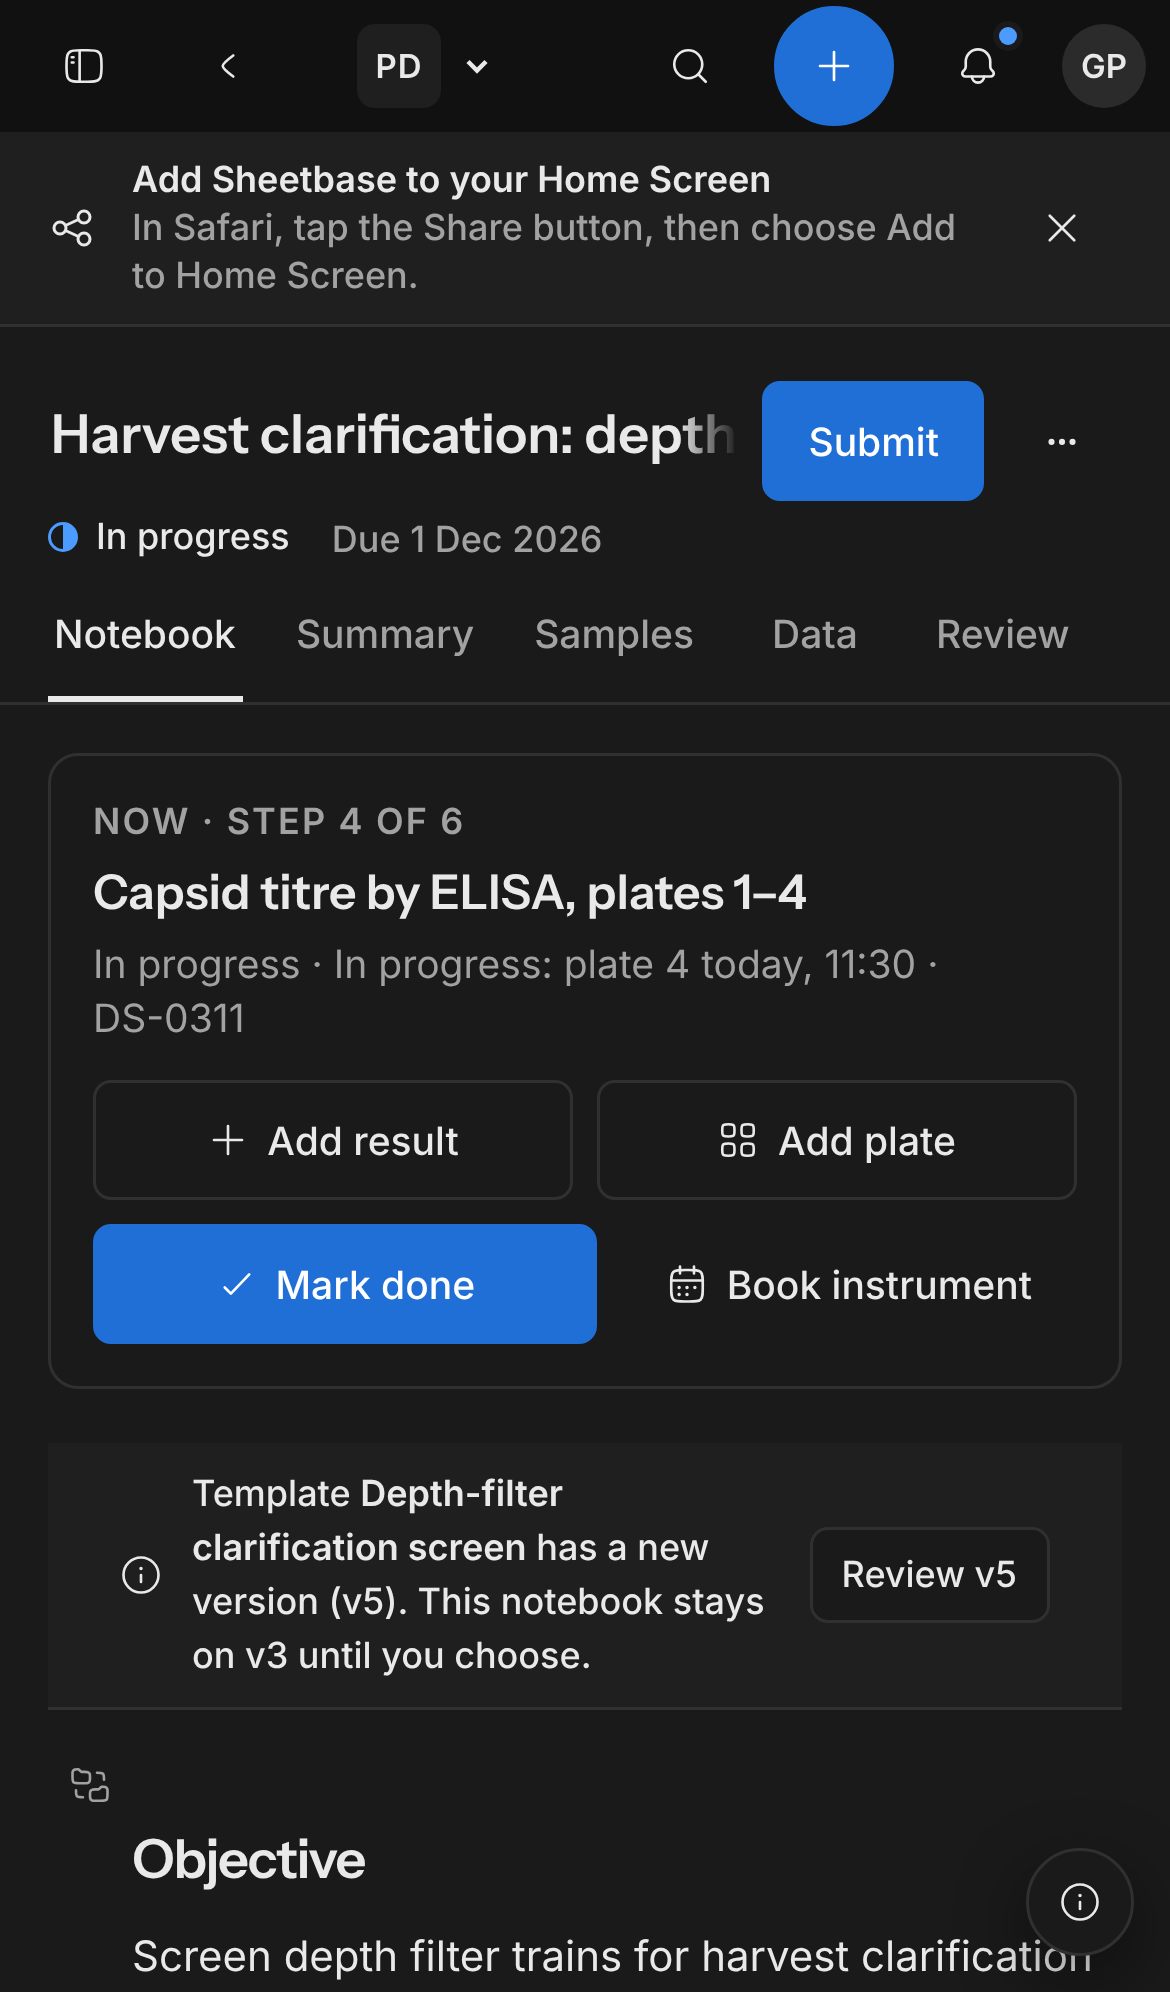 PD
GP
Add Sheetbase to your Home Screen
In Safari, tap the Share button, then choose Add
to Home Screen.
Harvest clarification: depth
Submit
In progress
Due 1 Dec 2026
Notebook
Summary
Samples
Data
Review
NOW · STEP 4 OF 6
Capsid titre by ELISA, plates 1–4
In progress · In progress: plate 4 today, 11:30 ·
DS-0311
Add result
Add plate
Mark done
Book instrument
Template Depth-filter
clarification screen has a new
version (v5). This notebook stays
on v3 until you choose.
Review v5
Objective
Screen depth filter trains for harvest clarification